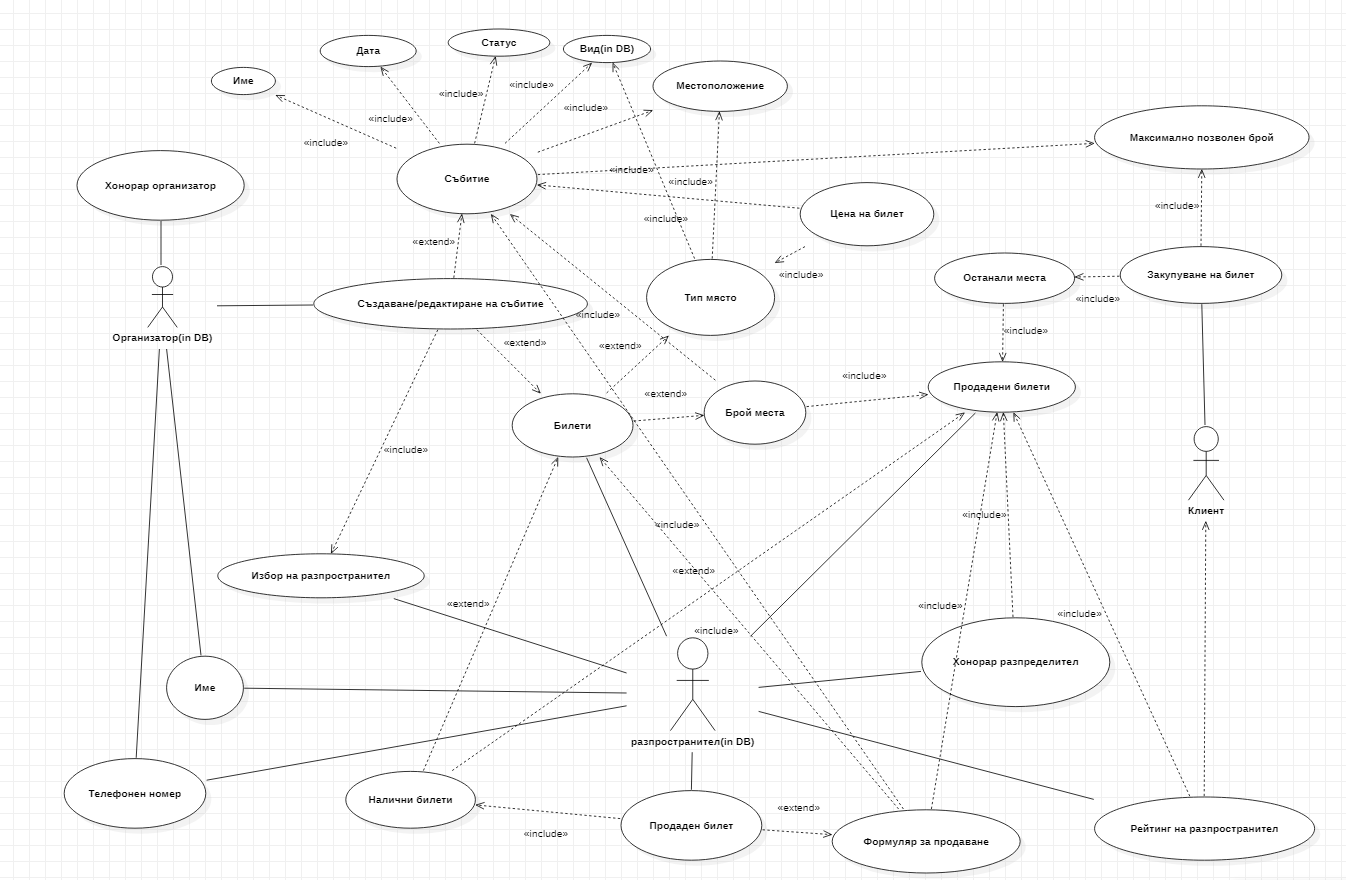 Статус
Вид(in DB)
Дата
Име
Местоположение
«include»
«include»
«include»
«include»
«include»
Максимално позволен брой
«include»
«include»
«include»
Събитие
Хонорар организатор
«include»
«include»
Цена на билет
«extend»
«include»
Останали места
Закупуване на билет
Тип място
«include»
Създаване/редактиране на събитие
«include»
«include»
Организатор(in DB)
«extend»
«extend»
«include»
Продадени билети
«extend»
Брой места
Билети
«include»
Клиент
«include»
«include»
«extend»
Избор на разпространител
«extend»
«include»
«include»
«include»
Хонорар разпределител
Име
разпространител(in DB)
Телефонен номер
Налични билети
«extend»
Продаден билет
Рейтинг на разпространител
«include»
Формуляр за продаване